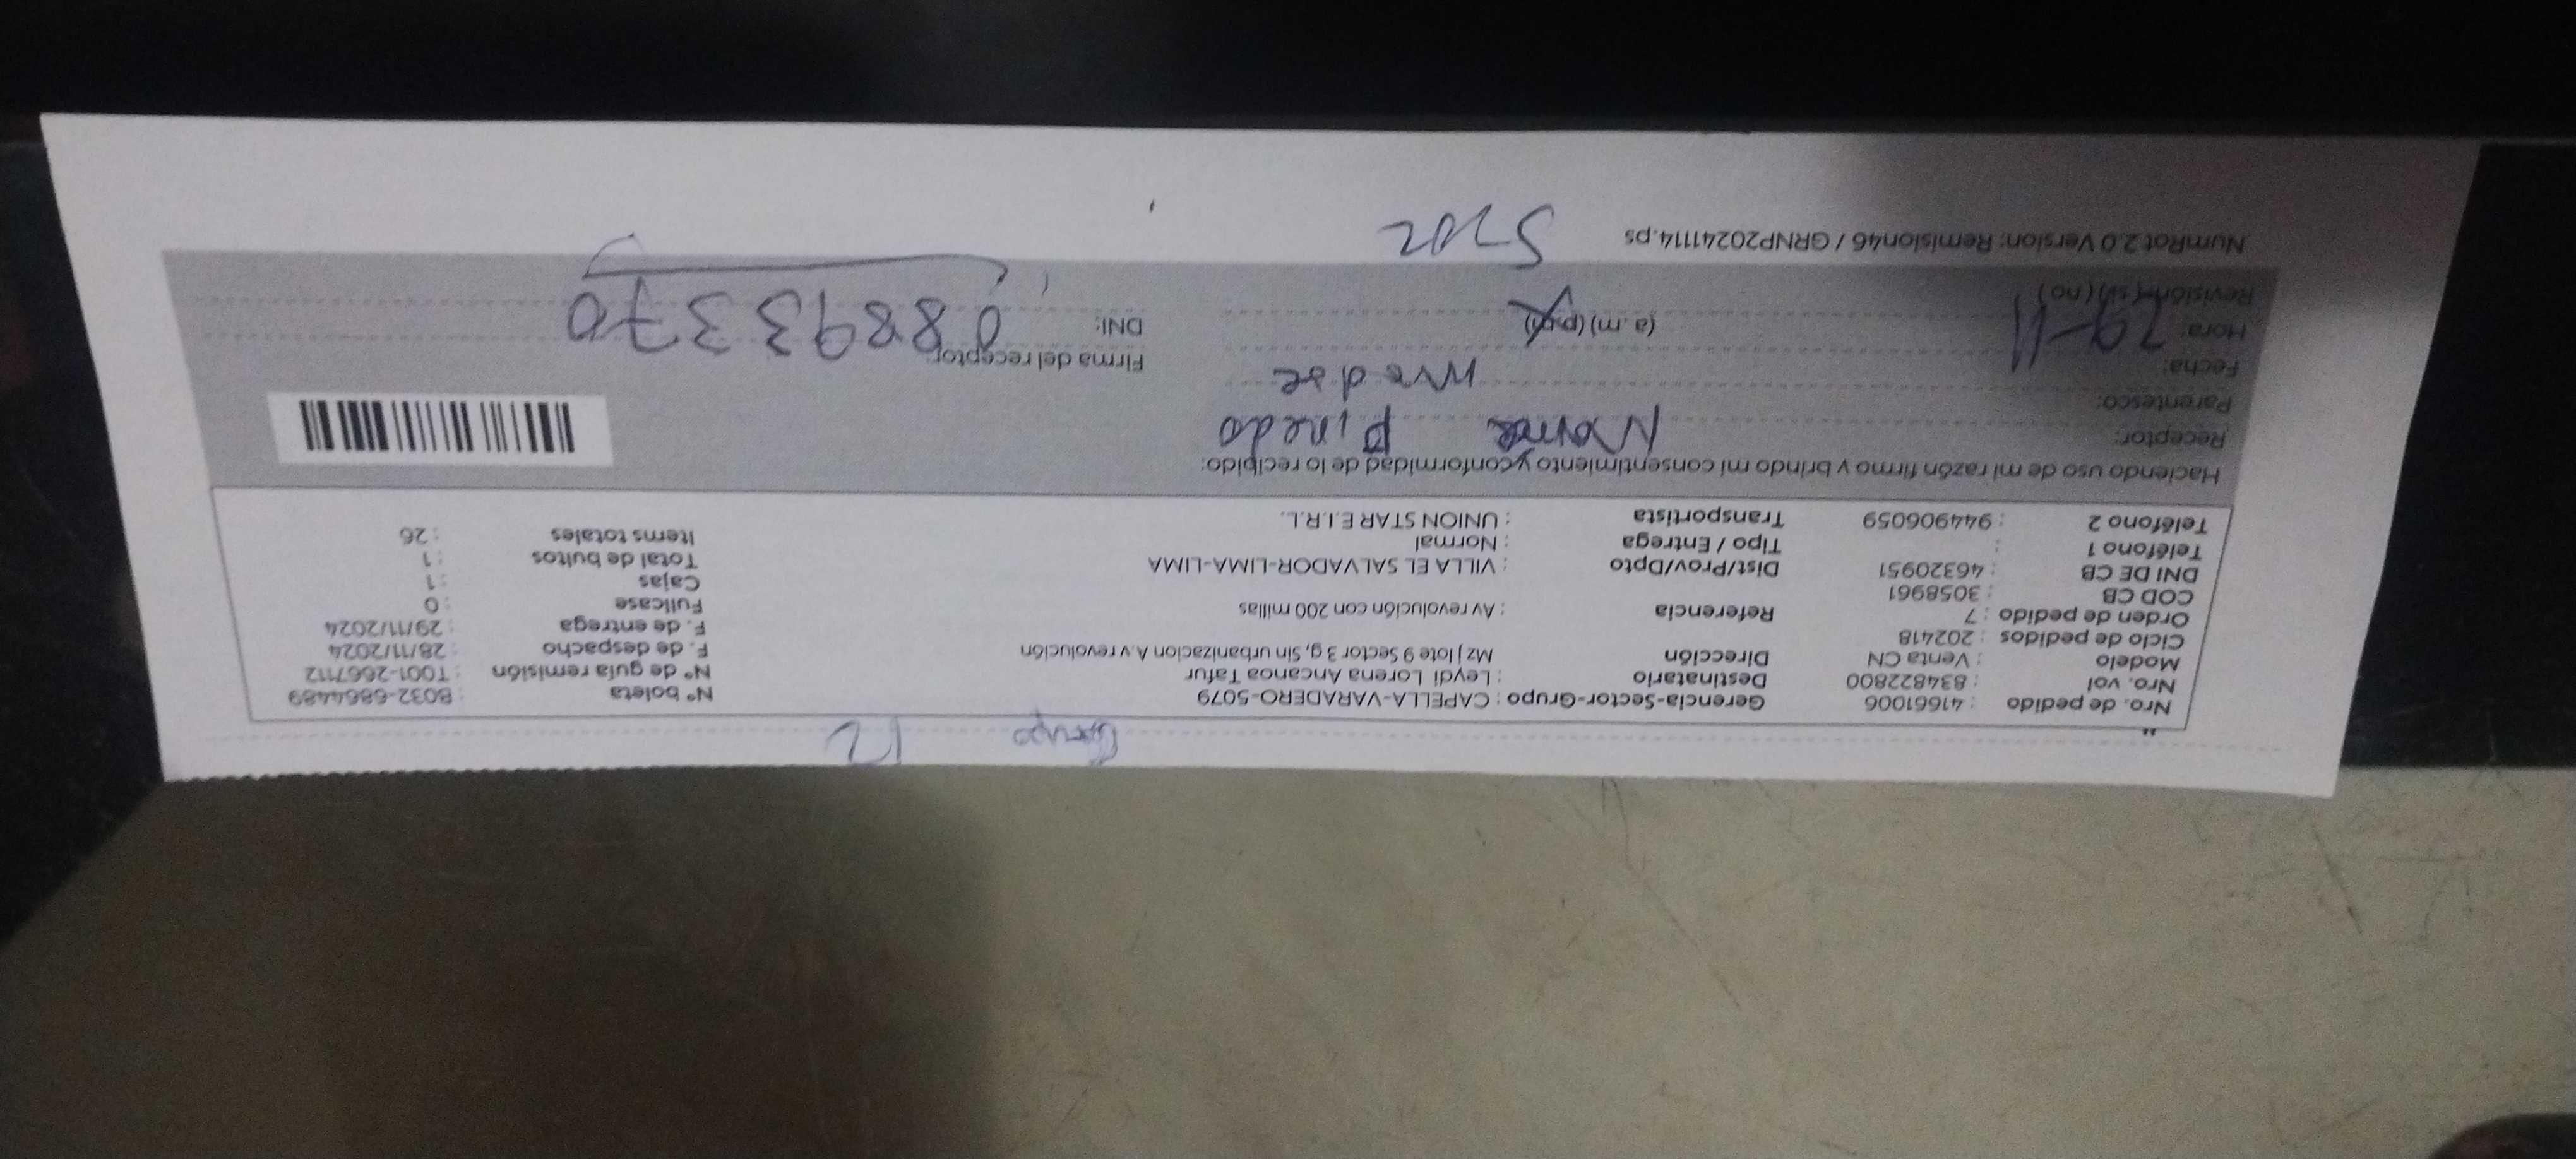 Grupo 12
Nro. de pedido : 41661006 Gerencia-Sector-Grupo : CAPELLA-VARADERO-5079 N° boleta : B032-6864489
Nro. vol : 834822800 Destinatario : Leydi Lorena Ancanoa Tafur N° de guía remisión : T001-2667112
Modelo : Venta CN Dirección Mz j lote 9 Sector 3 g, Sin urbanizacion A v revolución F. de despacho : 28/11/2024
Ciclo de pedidos : 202418 F. de entrega : 29/11/2024
Orden de pedido : 7 Referencia : Av revolución con 200 millas Fullcase : 0
COD CB : 3058961 Cajas : 1
DNI DE CB : 46320951 Dist/Prov/Dpto : VILLA EL SALVADOR-LIMA-LIMA Total de bultos : 1
Teléfono 1 : Tipo / Entrega : Normal Items totales : 26
Teléfono 2 : 944906059 Transportista : UNION STAR E.I.R.L.
Haciendo uso de mi razón firmo y brindo mi consentimiento y conformidad de lo recibido:
Receptor: Pinedo
Parentesco:
Fecha: 29-11 Firma del receptor:
Hora: (a.m) (p.m) DNI: 08893370
Revisión: (si) (no)
NumRot 2.0 Version: Remision46 / GRNP20241114.ps